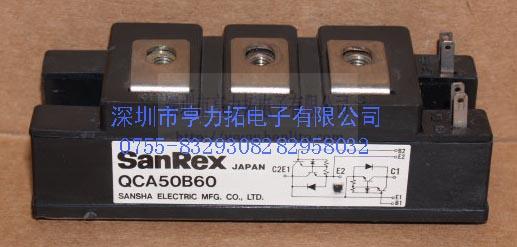 深圳市亨力拓电子有限公司
0755-83293082 82958032
SanRex JAPAN
QCA50B60
SANSHA ELECTRIC MFG. CO., LTD.
B2
E2
C2E1 E2 C1
E1
B1